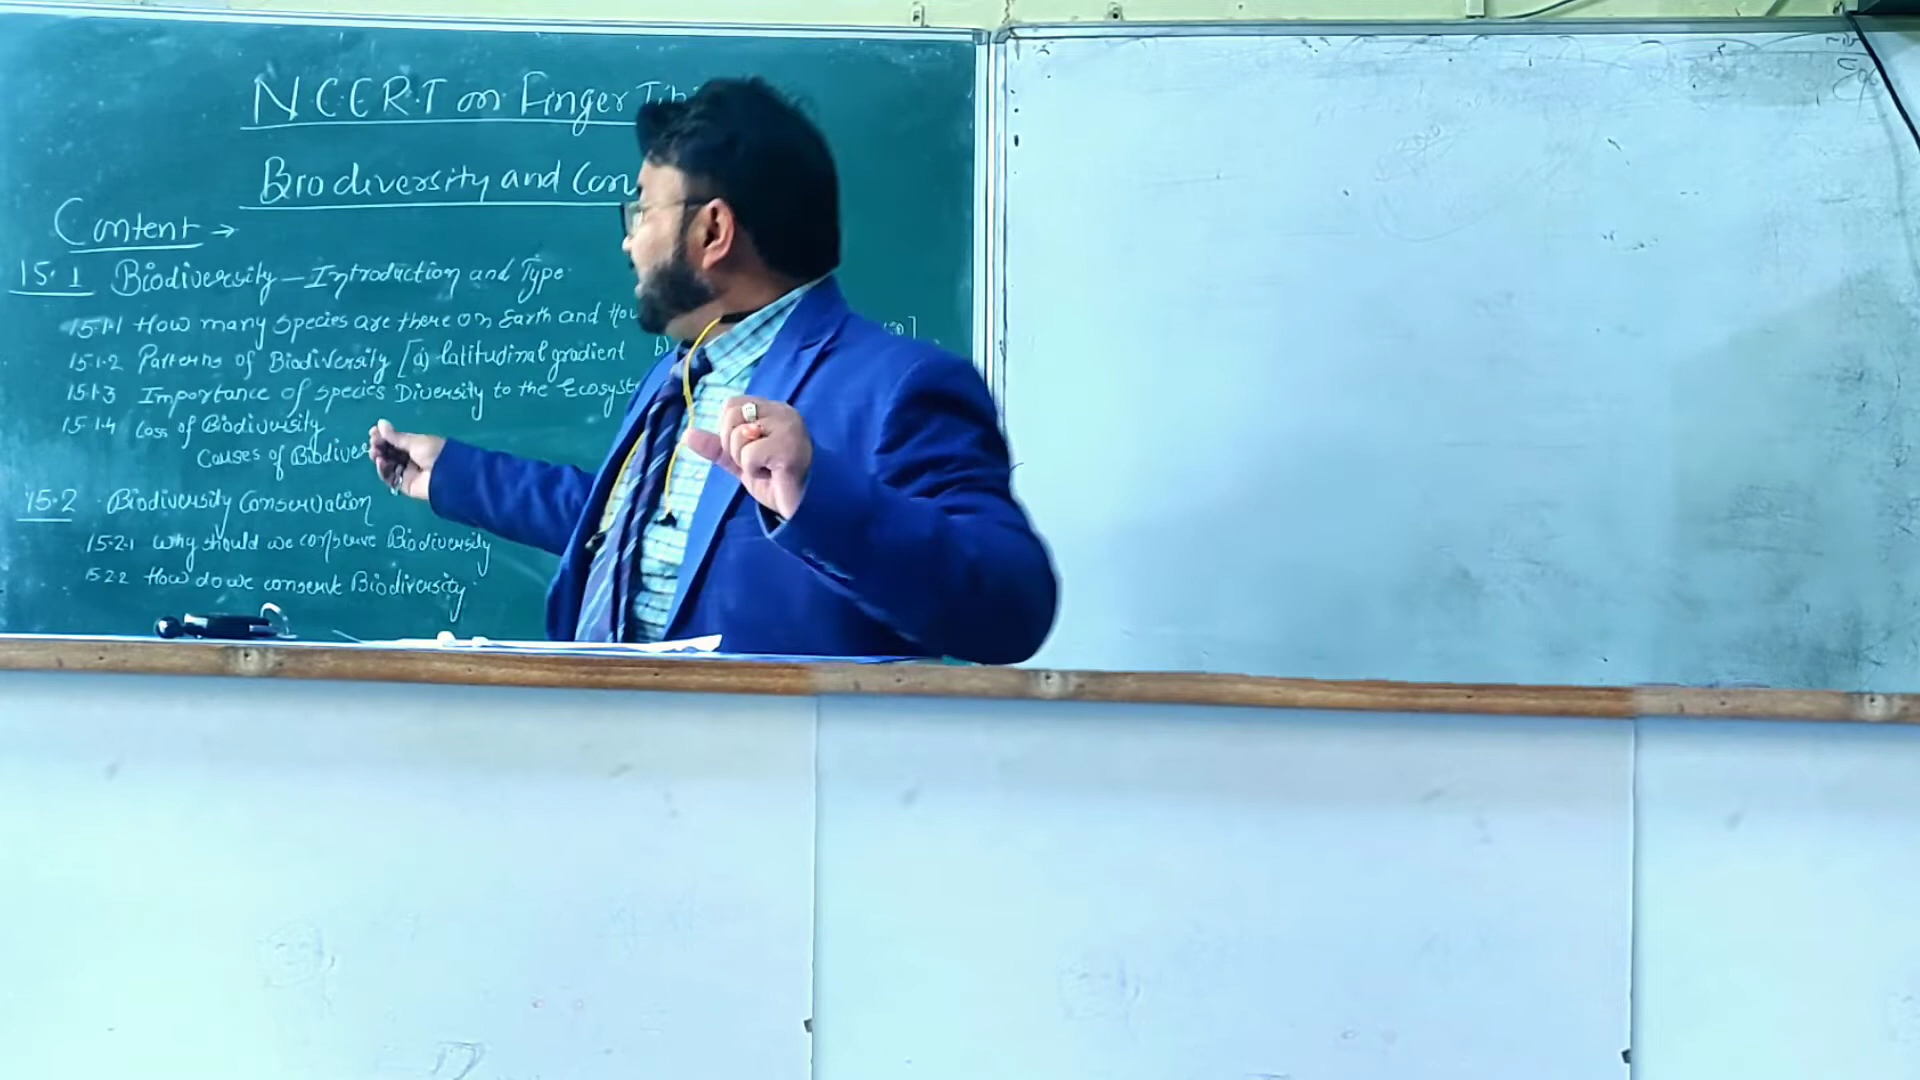 N.C.E.R.T on Finger
Biodiversity and Con
Content →
15.1 Biodiversity – Introduction and Type
15.1.1 How many species are there on Earth and How
15.1.2 Patterns of Biodiversity [a) latitudinal gradient b)
15.1.3 Importance of species Diversity to the Ecosyst
15.1.4 Loss of Biodiversity
Causes of Biodiver
15.2 Biodiversity Conservation
15.2.1 Why should we conserve Biodiversity
15.2.2 How do we conserve Biodiversity